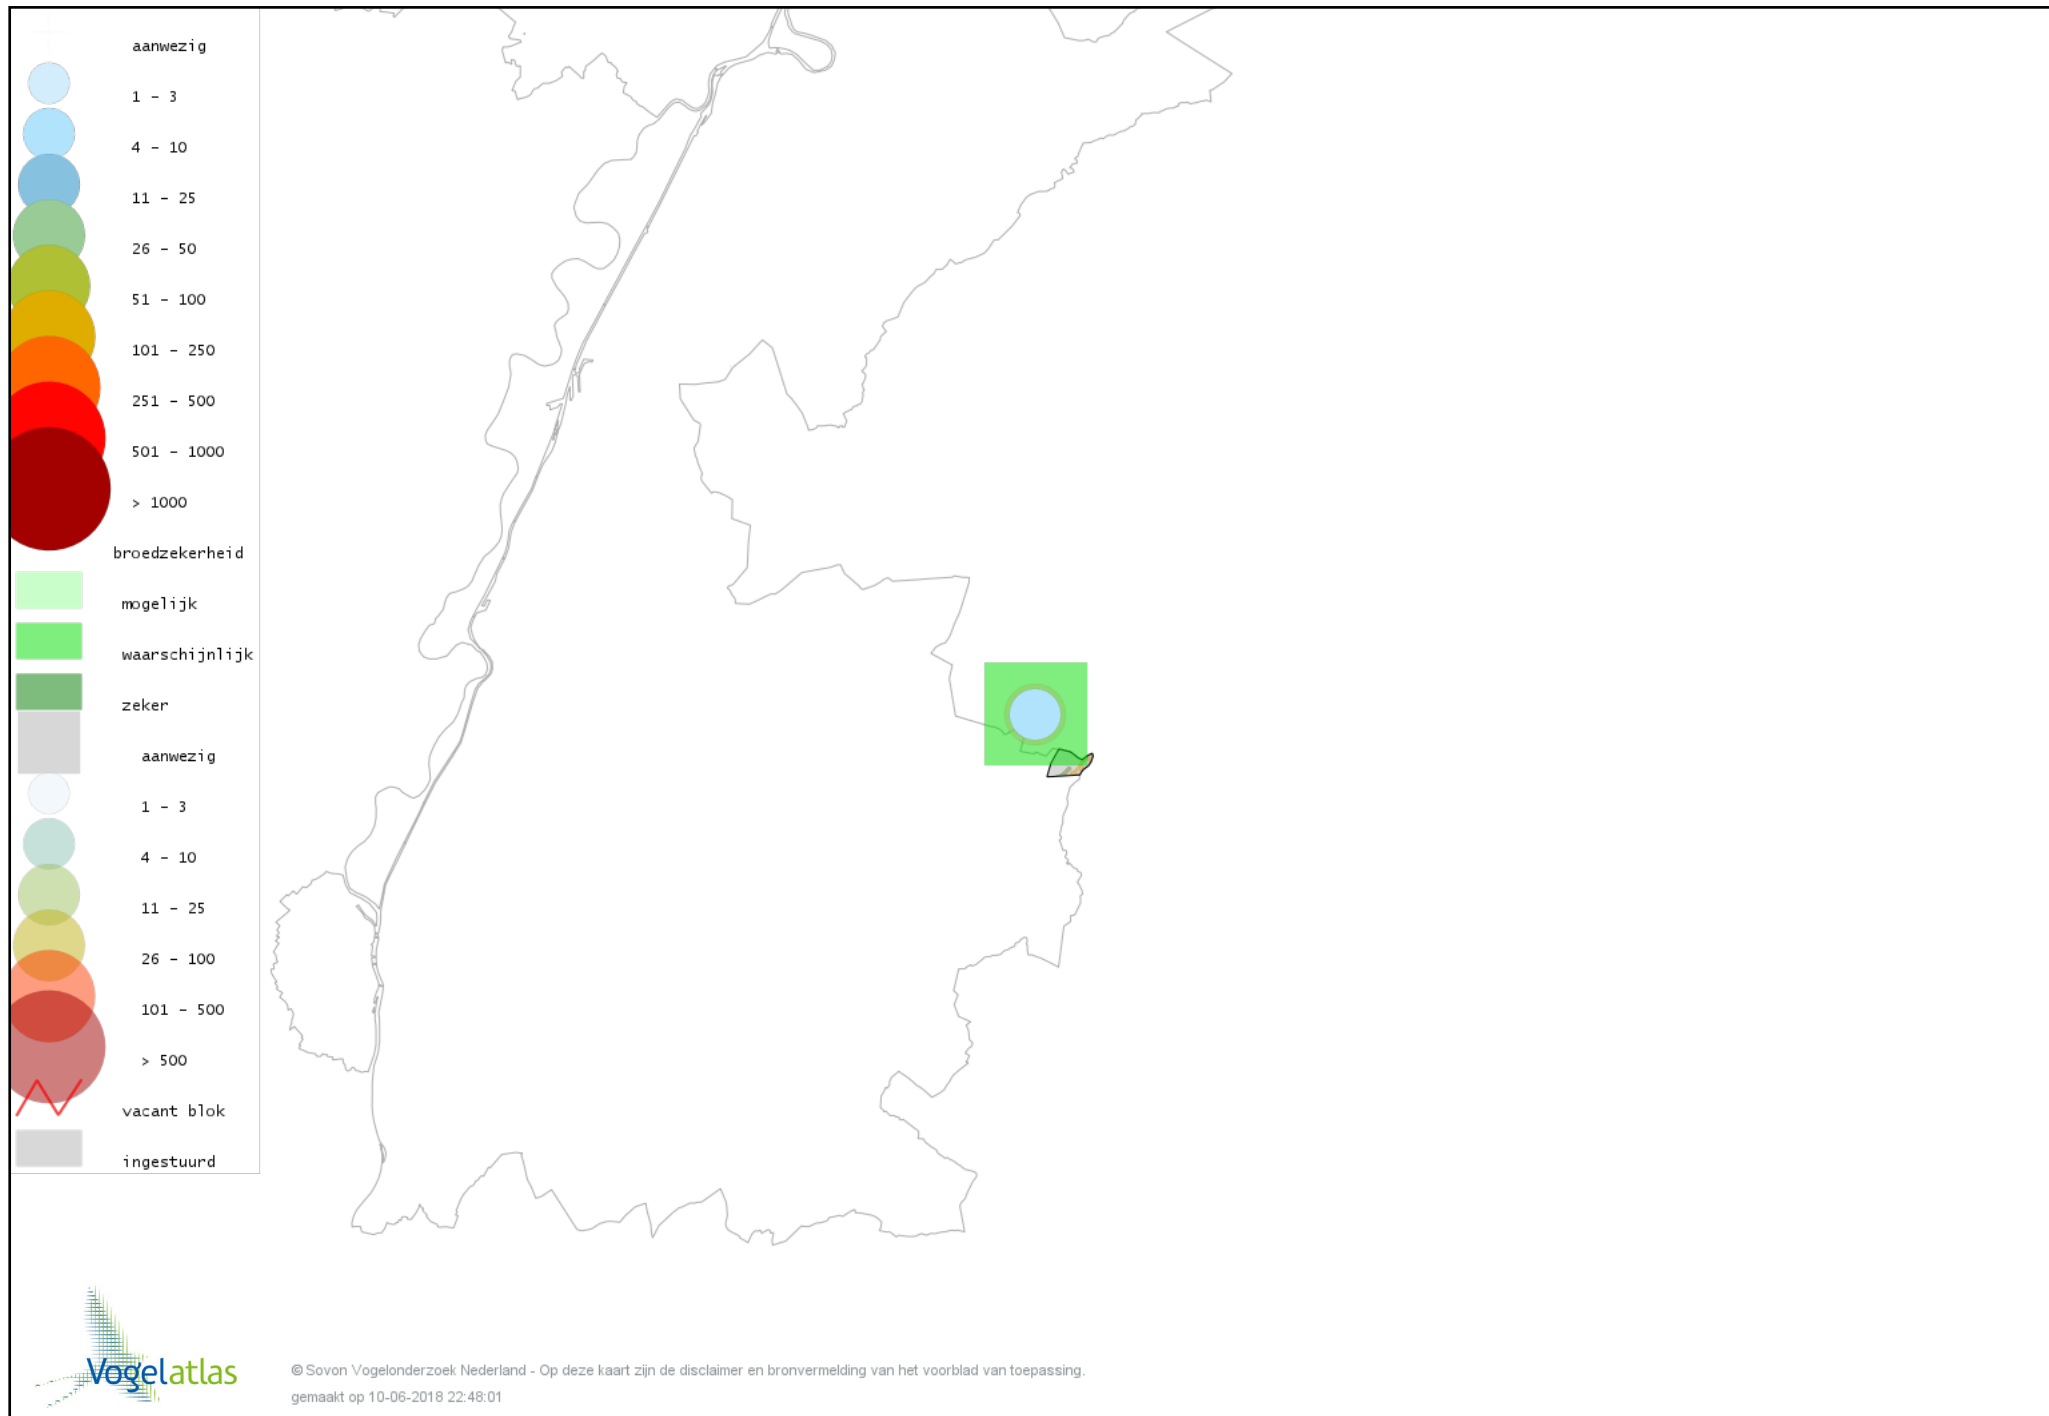 aanwezig
1 - 3
4 - 10
11 - 25
26 - 50
51 - 100
101 - 250
251 - 500
501 - 1000
> 1000
broedzekerheid
mogelijk
waarschijnlijk
zeker
aanwezig
1 - 3
4 - 10
11 - 25
26 - 100
101 - 500
> 500
vacant blok
ingestuurd
Vogelatlas
© Sovon Vogelonderzoek Nederland - Op deze kaart zijn de disclaimer en bronvermelding van het voorblad van toepassing.
gemaakt op 10-06-2018 22:48:01